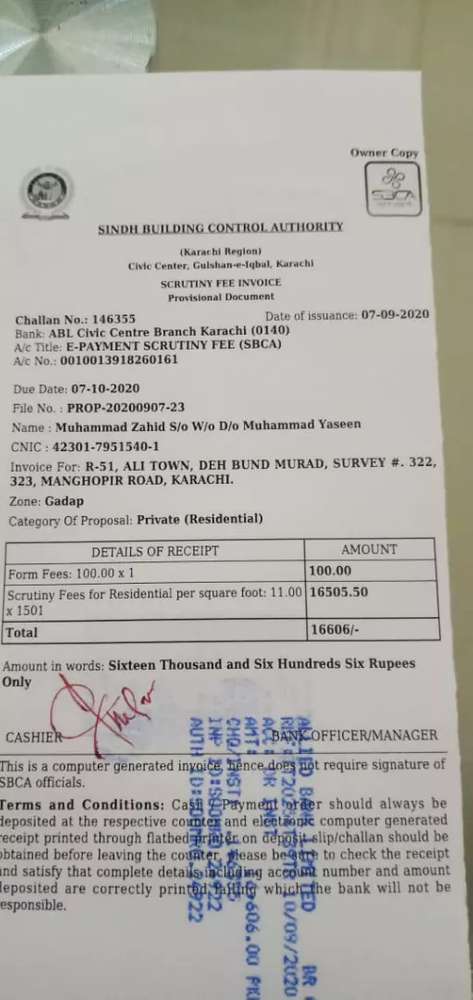 Owner Copy
SBCA
SINDH BUILDING CONTROL AUTHORITY
(Karachi Region)
Civic Center, Gulshan-e-Iqbal, Karachi
SCRUTINY FEE INVOICE
Provisional Document
Challan No.: 146355 Date of issuance: 07-09-2020
Bank: ABL Civic Centre Branch Karachi (0140)
A/c Title: E-PAYMENT SCRUTINY FEE (SBCA)
A/c No.: 0010013918260161
Due Date: 07-10-2020
File No. : PROP-20200907-23
Name : Muhammad Zahid S/o W/o D/o Muhammad Yaseen
CNIC : 42301-7951540-1
Invoice For: R-51, ALI TOWN, DEH BUND MURAD, SURVEY #. 322,
323, MANGHOPIR ROAD, KARACHI.
Zone: Gadap
Category Of Proposal: Private (Residential)
DETAILS OF RECEIPT AMOUNT
Form Fees: 100.00 x 1 100.00
Scrutiny Fees for Residential per square foot: 11.00 16505.50
x 1501
Total 16606/-
Amount in words: Sixteen Thousand and Six Hundreds Six Rupees
Only
CASHIER BANK OFFICER/MANAGER
This is a computer generated invoice, hence does not require signature of
SBCA officials.
Terms and Conditions: Cash / Payment order should always be
deposited at the respective counter and electronic computer generated
receipt printed through flatbed printer on deposit slip/challan should be
obtained before leaving the counter, please be sure to check the receipt
and satisfy that complete details including account number and amount
deposited are correctly printed, failing which the bank will not be
responsible.
10/09/2020